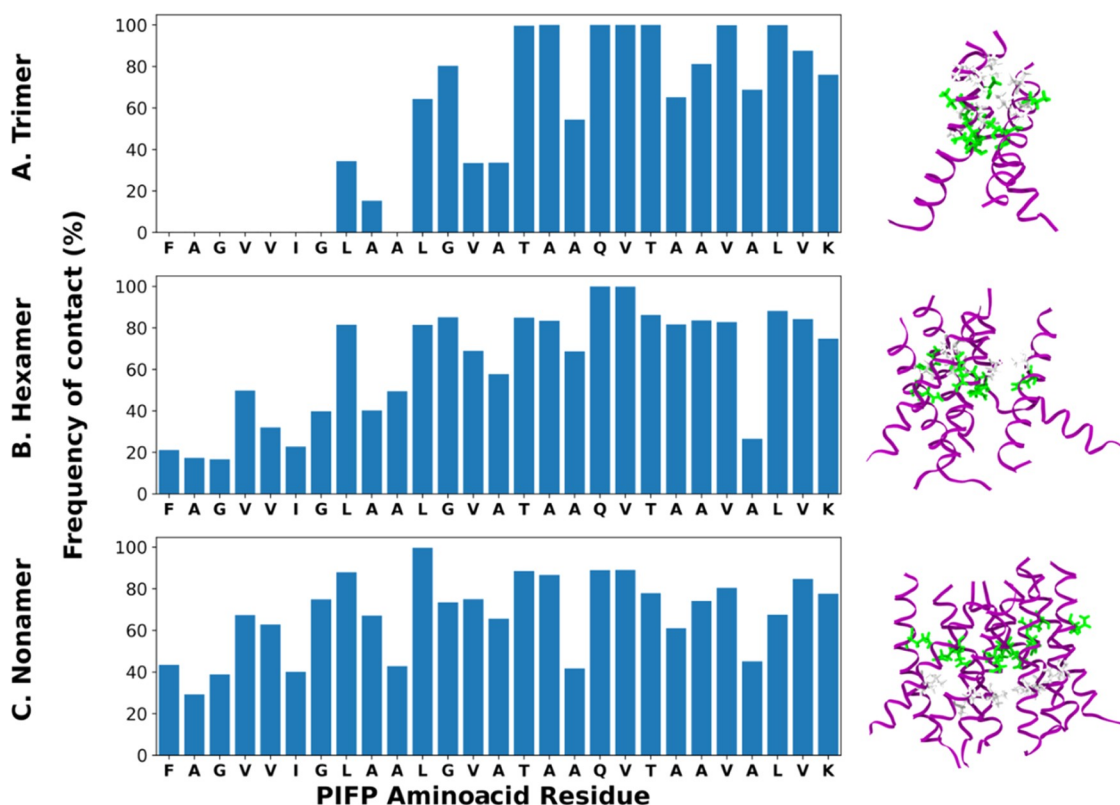 A. Trimer
100
80
60
40
20
0
F A G V V I G L A A L G V A T A A Q V T A A V A L V K
Frequency of contact (%)
B. Hexamer
100
80
60
40
20
0
F A G V V I G L A A L G V A T A A Q V T A A V A L V K
C. Nonamer
100
80
60
40
20
0
F A G V V I G L A A L G V A T A A Q V T A A V A L V K
PIFP Aminoacid Residue